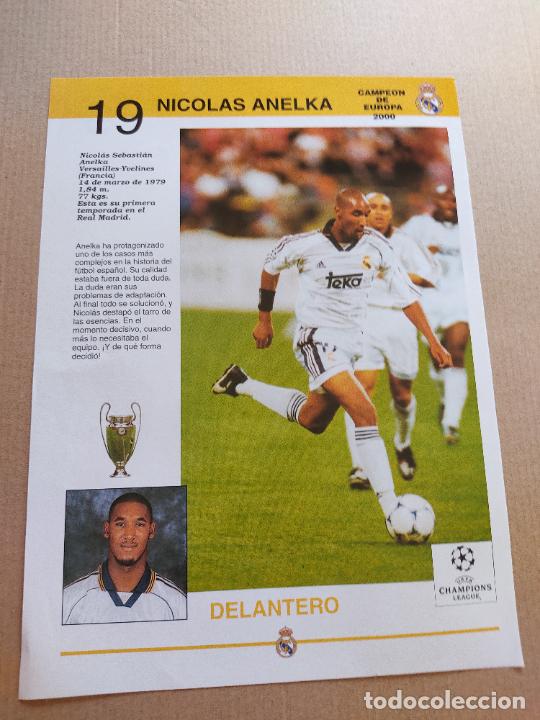 19 NICOLAS ANELKA
CAMPEON
DE
EUROPA
2000
Nicolás Sebastián
Anelka
Versailles-Yvelines
(Francia)
14 de marzo de 1979
1,84 m.
77 kgs.
Esta es su primera
temporada en el
Real Madrid.
Anelka ha protagonizado
uno de los casos más
complejos en la historia del
fútbol español. Su calidad
estaba fuera de toda duda.
La duda eran sus
problemas de adaptación.
Al final todo se solucionó, y
Nicolás destapó el tarro de
las esencias. En el
momento decisivo, cuando
más lo necesitaba el
equipo. ¡Y de qué forma
decidió!
adidas
Teka
DELANTERO
UEFA
CHAMPIONS
LEAGUE
todocoleccion